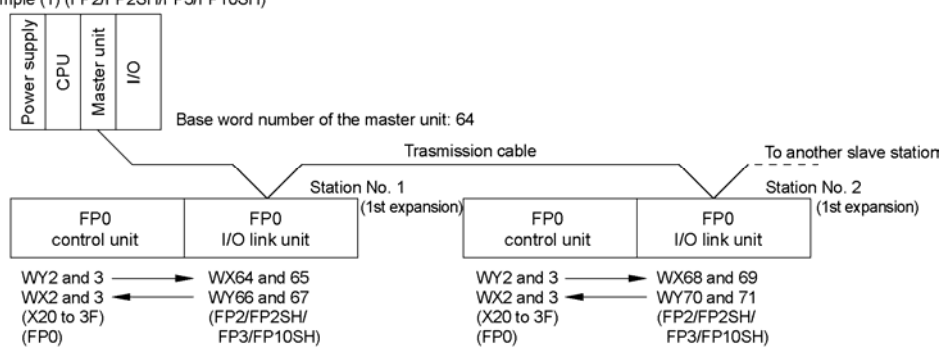 mple (1) (FP2/FP2SH/FP3/FP10SH)
Power supply
CPU
Master unit
I/O
Base word number of the master unit: 64
Trasmission cable
To another slave station
Station No. 1
(1st expansion)
Station No. 2
(1st expansion)
FP0
control unit
FP0
I/O link unit
FP0
control unit
FP0
I/O link unit
WY2 and 3
WX64 and 65
WX2 and 3
WY66 and 67
(X20 to 3F)
(FP2/FP2SH/
(FP0)
FP3/FP10SH)
WY2 and 3
WX68 and 69
WX2 and 3
WY70 and 71
(X20 to 3F)
(FP2/FP2SH/
(FP0)
FP3/FP10SH)